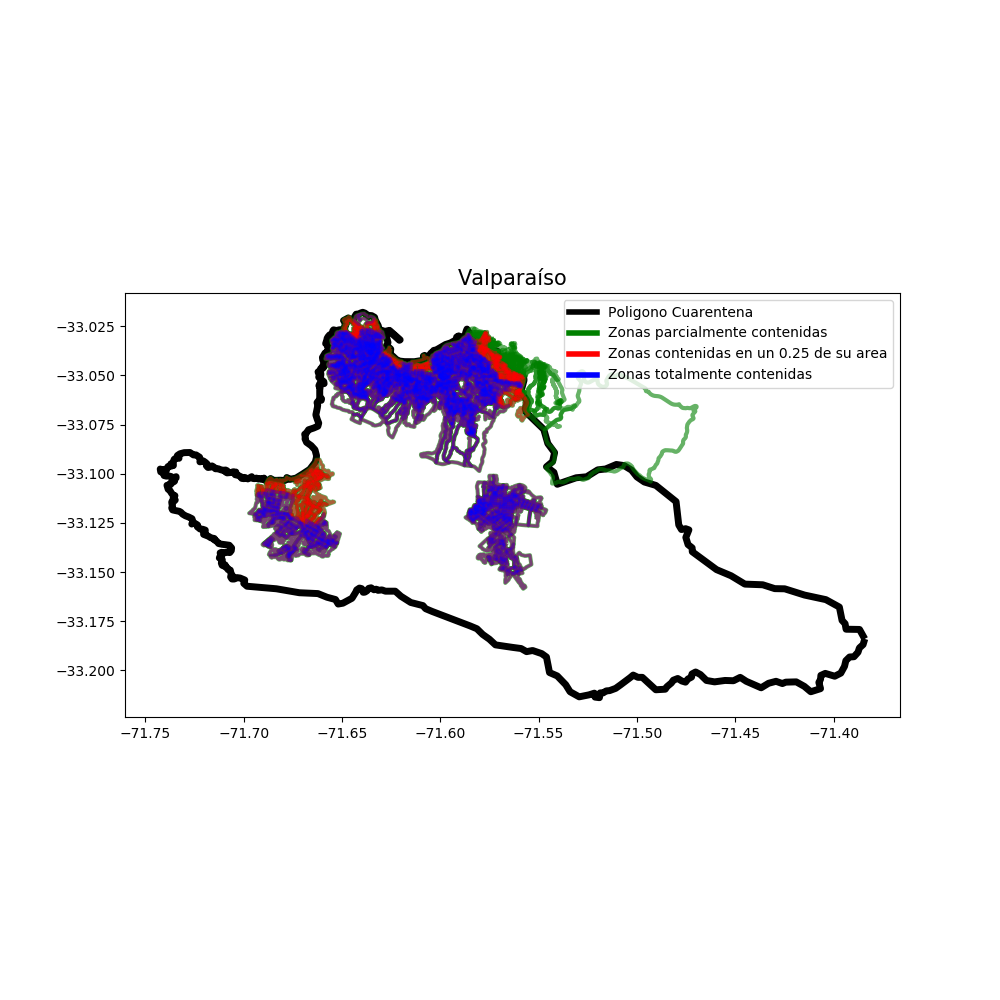 Valparaíso
Poligono Cuarentena
Zonas parcialmente contenidas
Zonas contenidas en un 0.25 de su area
Zonas totalmente contenidas
−33.025
−33.050
−33.075
−33.100
−33.125
−33.150
−33.175
−33.200
−71.75 −71.70 −71.65 −71.60 −71.55 −71.50 −71.45 −71.40